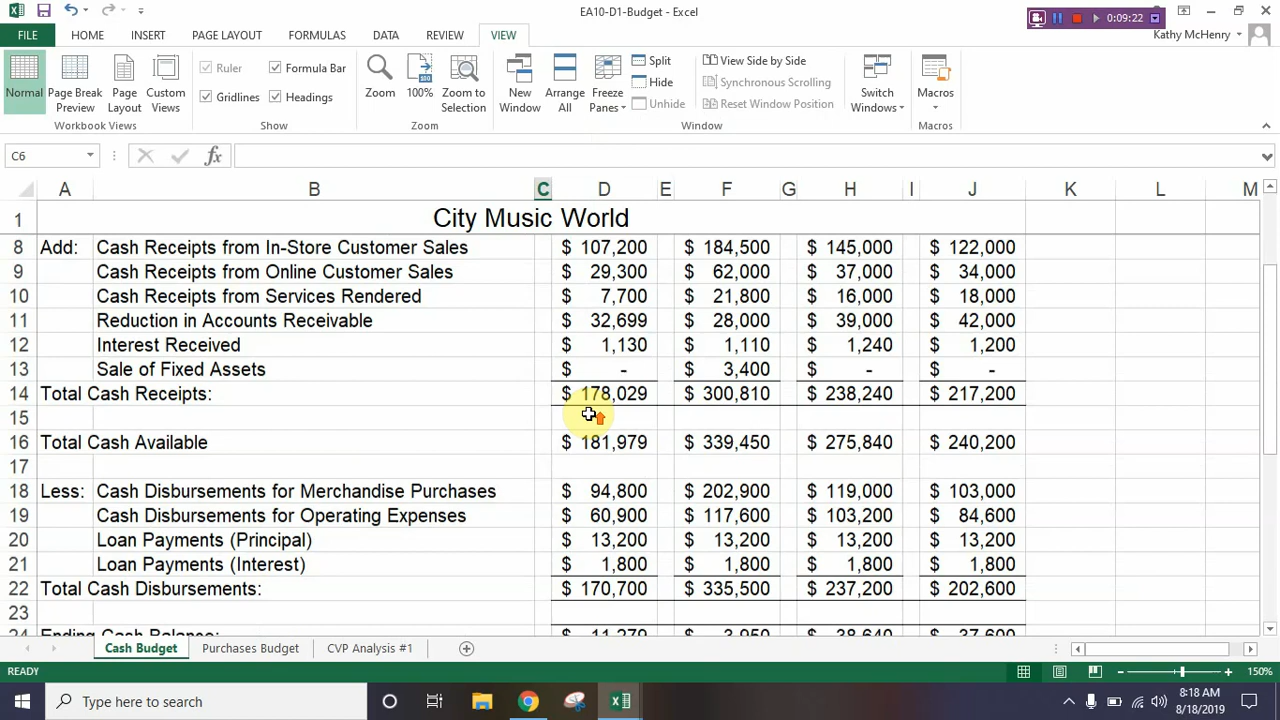 EA10-D1-Budget - Excel
00:09:22
FILE HOME INSERT PAGE LAYOUT FORMULAS DATA REVIEW VIEW
Kathy McHenry
Normal
Page Break Preview
Page Layout
Custom Views
Ruler
Formula Bar
Gridlines
Headings
Zoom
100%
Zoom to Selection
New Window
Arrange All
Freeze Panes
Split
Hide
Unhide
View Side by Side
Synchronous Scrolling
Reset Window Position
Switch Windows
Macros
Workbook Views Show Zoom Window Macros
C6 fx
A B C D E F G H I J K L M
1 City Music World
8 Add: Cash Receipts from In-Store Customer Sales $ 107,200 $ 184,500 $ 145,000 $ 122,000
9 Cash Receipts from Online Customer Sales $ 29,300 $ 62,000 $ 37,000 $ 34,000
10 Cash Receipts from Services Rendered $ 7,700 $ 21,800 $ 16,000 $ 18,000
11 Reduction in Accounts Receivable $ 32,699 $ 28,000 $ 39,000 $ 42,000
12 Interest Received $ 1,130 $ 1,110 $ 1,240 $ 1,200
13 Sale of Fixed Assets $ - $ 3,400 $ - $ -
14 Total Cash Receipts: $ 178,029 $ 300,810 $ 238,240 $ 217,200
15
16 Total Cash Available $ 181,979 $ 339,450 $ 275,840 $ 240,200
17
18 Less: Cash Disbursements for Merchandise Purchases $ 94,800 $ 202,900 $ 119,000 $ 103,000
19 Cash Disbursements for Operating Expenses $ 60,900 $ 117,600 $ 103,200 $ 84,600
20 Loan Payments (Principal) $ 13,200 $ 13,200 $ 13,200 $ 13,200
21 Loan Payments (Interest) $ 1,800 $ 1,800 $ 1,800 $ 1,800
22 Total Cash Disbursements: $ 170,700 $ 335,500 $ 237,200 $ 202,600
23
24 Ending Cash Balance: $ 11,279 $ 3,950 $ 38,640 $ 37,600
Cash Budget Purchases Budget CVP Analysis #1
READY 150%
Type here to search
8:18 AM
8/18/2019